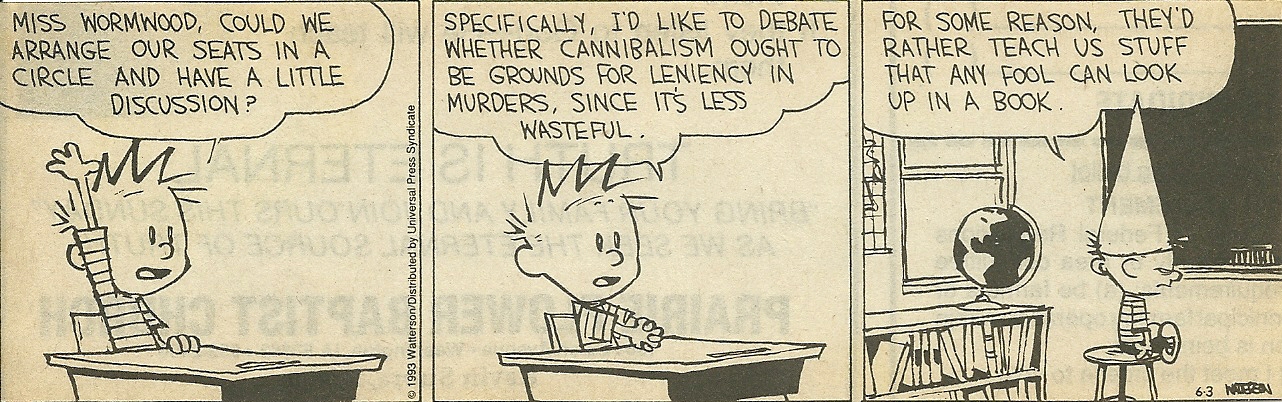 MISS WORMWOOD, COULD WE
ARRANGE OUR SEATS IN A
CIRCLE AND HAVE A LITTLE
DISCUSSION?
© 1993 Watterson/Distributed by Universal Press Syndicate
SPECIFICALLY, I'D LIKE TO DEBATE
WHETHER CANNIBALISM OUGHT TO
BE GROUNDS FOR LENIENCY IN
MURDERS, SINCE IT'S LESS
WASTEFUL.
FOR SOME REASON, THEY'D
RATHER TEACH US STUFF
THAT ANY FOOL CAN LOOK
UP IN A BOOK.
6-3 WATTERSON
TRUTH IS ETERNAL
"BRING YOUR FAMILY AND JOIN OURS THIS SUNDAY
AS WE SEEK THE ETERNAL SOURCE OF TRUTH"
PRAIRIE FLOWER BAPTIST CHURCH